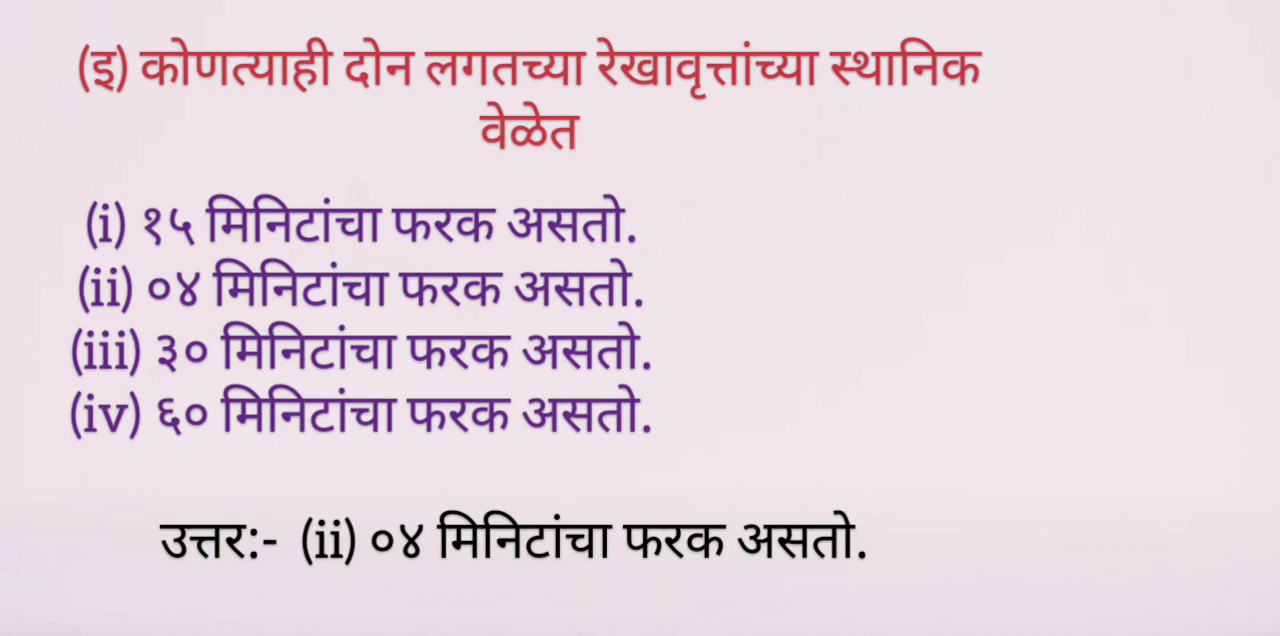 (इ) कोणत्याही दोन लगतच्या रेखावृत्तांच्या स्थानिक
वेळेत
(i) १५ मिनिटांचा फरक असतो.
(ii) ०४ मिनिटांचा फरक असतो.
(iii) ३० मिनिटांचा फरक असतो.
(iv) ६० मिनिटांचा फरक असतो.
उत्तर:- (ii) ०४ मिनिटांचा फरक असतो.